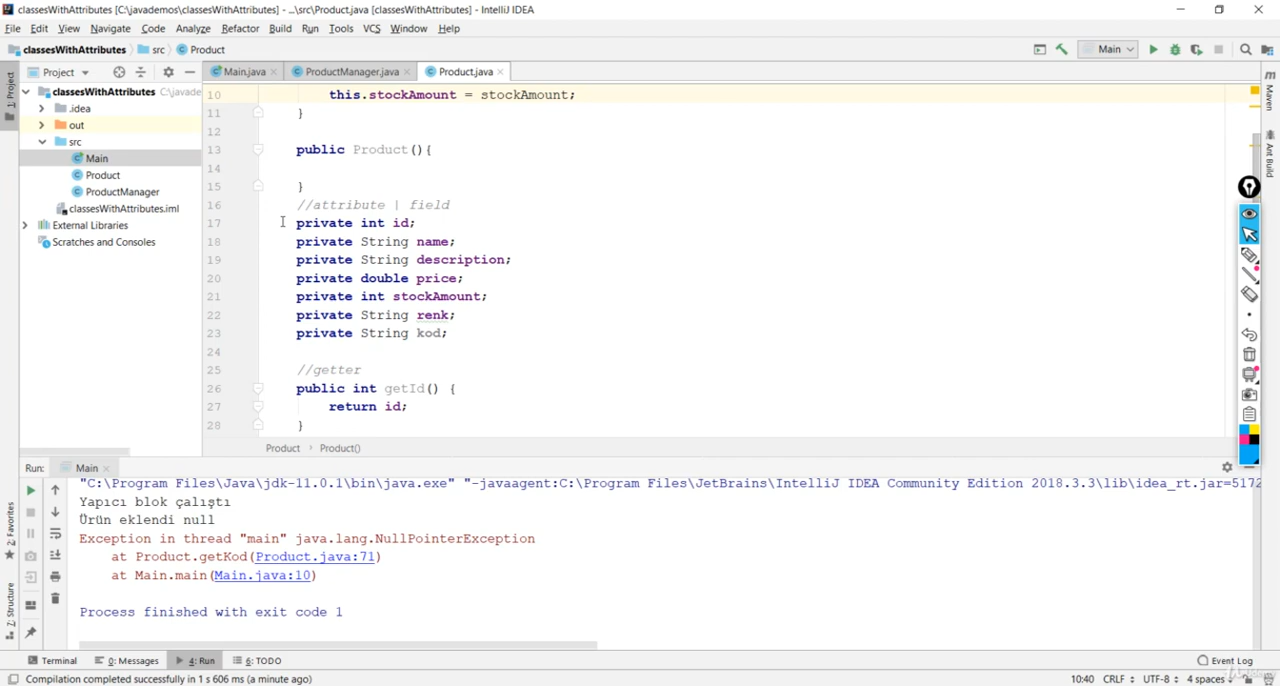 classesWithAttributes [C:\javademos\classesWithAttributes] - ...\src\Product.java [classesWithAttributes] - IntelliJ IDEA
File Edit View Navigate Code Analyze Refactor Build Run Tools VCS Window Help
classesWithAttributes src Product Main
Project Main.java ProductManager.java Product.java
1: Project
classesWithAttributes C:\javade
.idea
out
src
Main
Product
ProductManager
classesWithAttributes.iml
External Libraries
Scratches and Consoles
10 this.stockAmount = stockAmount;
11 }
12
13 public Product(){
14
15 }
16 //attribute | field
17 private int id;
18 private String name;
19 private String description;
20 private double price;
21 private int stockAmount;
22 private String renk;
23 private String kod;
24
25 //getter
26 public int getId() {
27 return id;
28 }
Product Product()
Maven
Ant Build
Run: Main
"C:\Program Files\Java\jdk-11.0.1\bin\java.exe" "-javaagent:C:\Program Files\JetBrains\IntelliJ IDEA Community Edition 2018.3.3\lib\idea_rt.jar=5172
Yapıcı blok çalıştı
Ürün eklendi null
Exception in thread "main" java.lang.NullPointerException
at Product.getKod(Product.java:71)
at Main.main(Main.java:10)
Process finished with exit code 1
2: Favorites
Z: Structure
Terminal 0: Messages 4: Run 6: TODO Event Log
Compilation completed successfully in 1 s 606 ms (a minute ago) 10:40 CRLF UTF-8 4 spaces